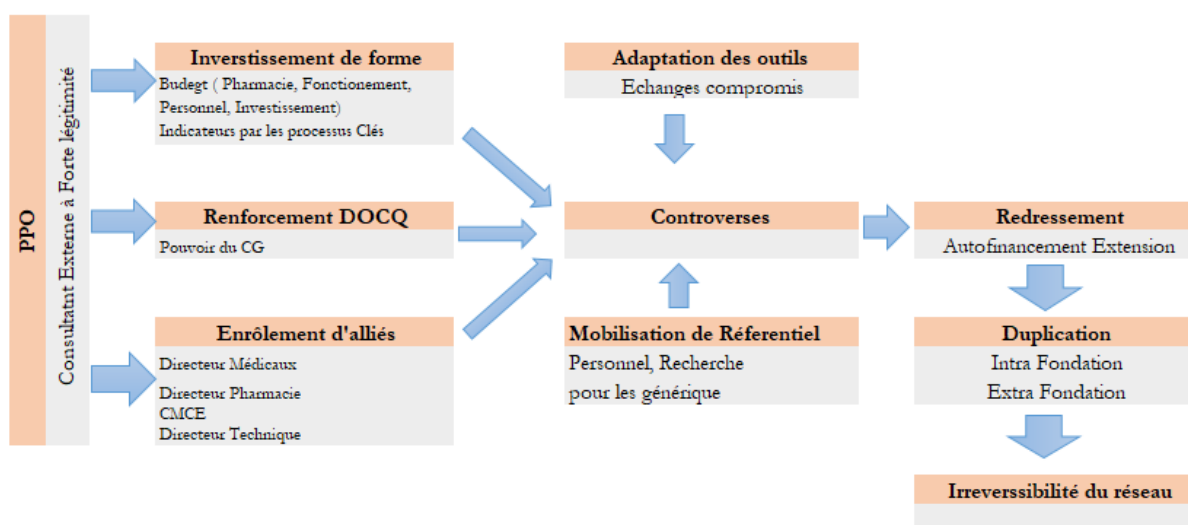 PPO
Consultatnt Externe à Forte légitimité
Inverstissement de forme
Budegt ( Pharmacie, Fonctionement,
Personnel, Investissement)
Indicateurs par les processus Clés
Renforcement DOCQ
Pouvoir du CG
Enrôlement d'alliés
Directeur Médicaux
Directeur Pharmacie
CMCE
Directeur Technique
Adaptation des outils
Echanges compromis
Controverses
Mobilisation de Réferentiel
Personnel, Recherche
pour les générique
Redressement
Autofinancement Extension
Duplication
Intra Fondation
Extra Fondation
Irreverssibilité du réseau